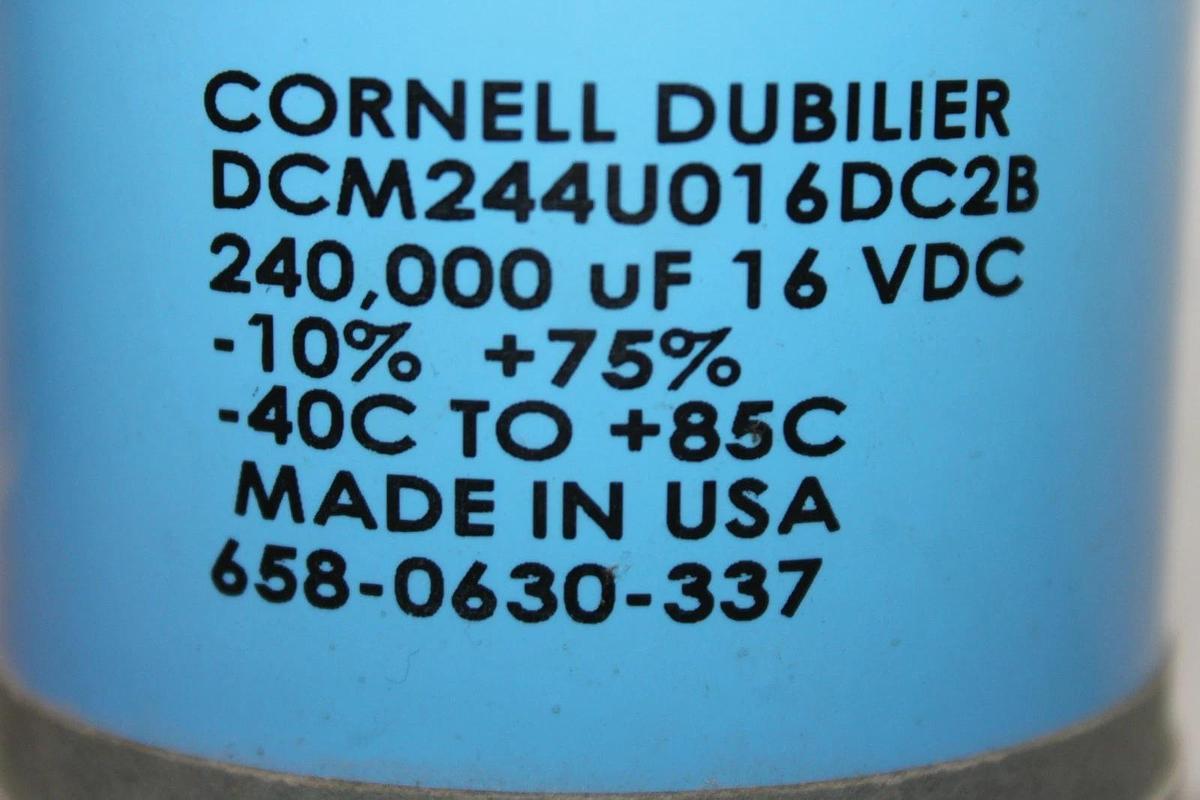 CORNELL DUBILIER
DCM244U016DC2B
240,000 uF 16 VDC
-10% +75%
-40C TO +85C
MADE IN USA
658-0630-337